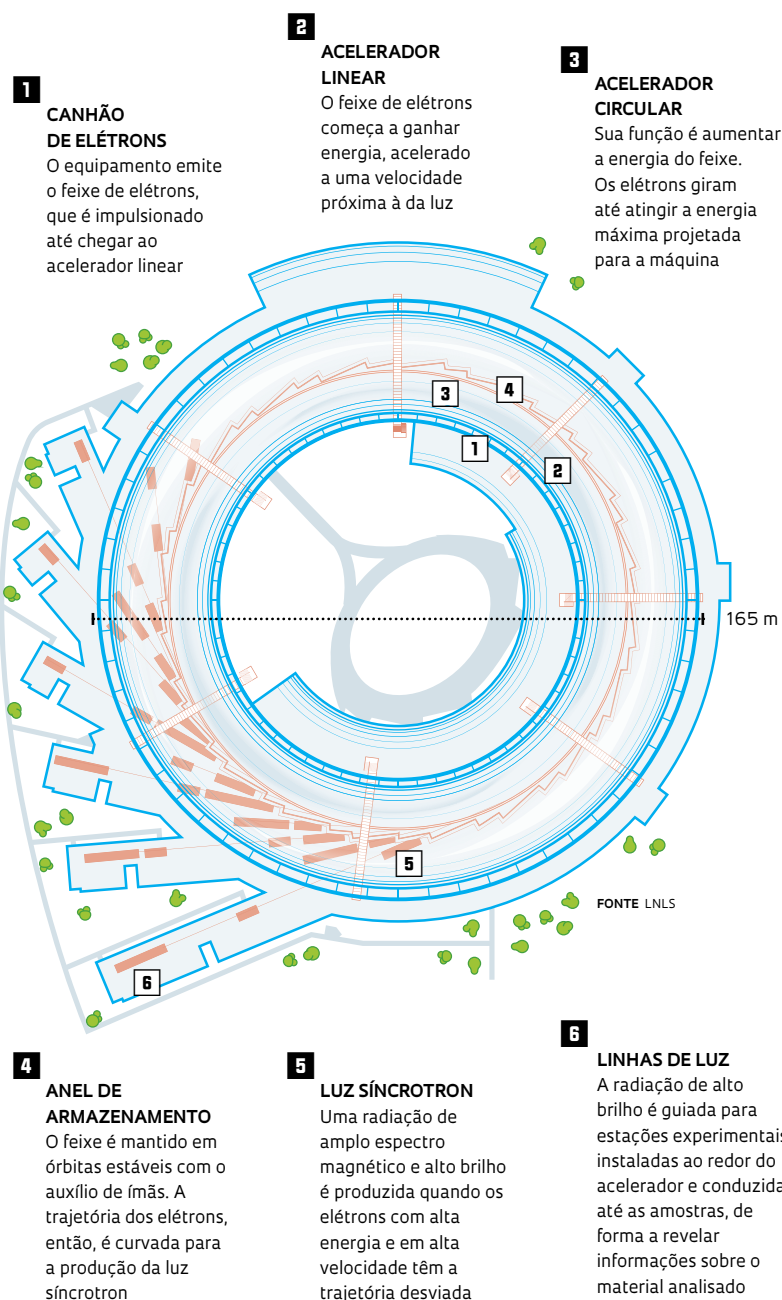 1
CANHÃO
DE ELÉTRONS
O equipamento emite
o feixe de elétrons,
que é impulsionado
até chegar ao
acelerador linear
2
ACELERADOR
LINEAR
O feixe de elétrons
começa a ganhar
energia, acelerado
a uma velocidade
próxima à da luz
3
ACELERADOR
CIRCULAR
Sua função é aumentar
a energia do feixe.
Os elétrons giram
até atingir a energia
máxima projetada
para a máquina
3
4
1
2
165 m
5
FONTE LNLS
6
4
ANEL DE
ARMAZENAMENTO
O feixe é mantido em
órbitas estáveis com o
auxílio de ímãs. A
trajetória dos elétrons,
então, é curvada para
a produção da luz
síncrotron
5
LUZ SÍNCROTRON
Uma radiação de
amplo espectro
magnético e alto brilho
é produzida quando os
elétrons com alta
energia e em alta
velocidade têm a
trajetória desviada
6
LINHAS DE LUZ
A radiação de alto
brilho é guiada para
estações experimentais
instaladas ao redor do
acelerador e conduzida
até as amostras, de
forma a revelar
informações sobre o
material analisado